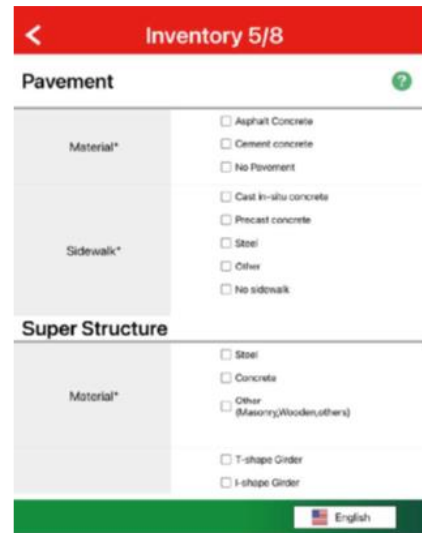 Inventory 5/8
Pavement
?
Material*
Asphalt Concrete
Cement concrete
No Pavement
Sidewalk*
Cast in-situ concrete
Precast concrete
Steel
Other
No sidewalk
Super Structure
Material*
Steel
Concrete
Other
(Masonry,Wooden,others)
T-shape Girder
I-shape Girder
English